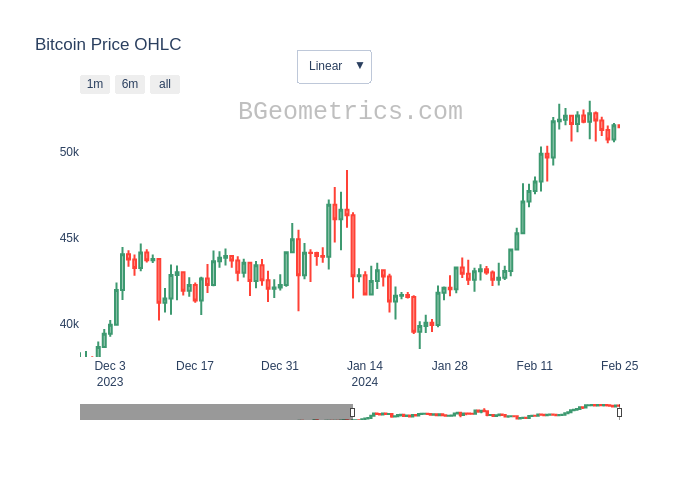 Bitcoin Price OHLC
Linear ▼
1m 6m all
BGeometrics.com
50k
45k
40k
Dec 3 Dec 17 Dec 31 Jan 14 Jan 28 Feb 11 Feb 25
2023 2024